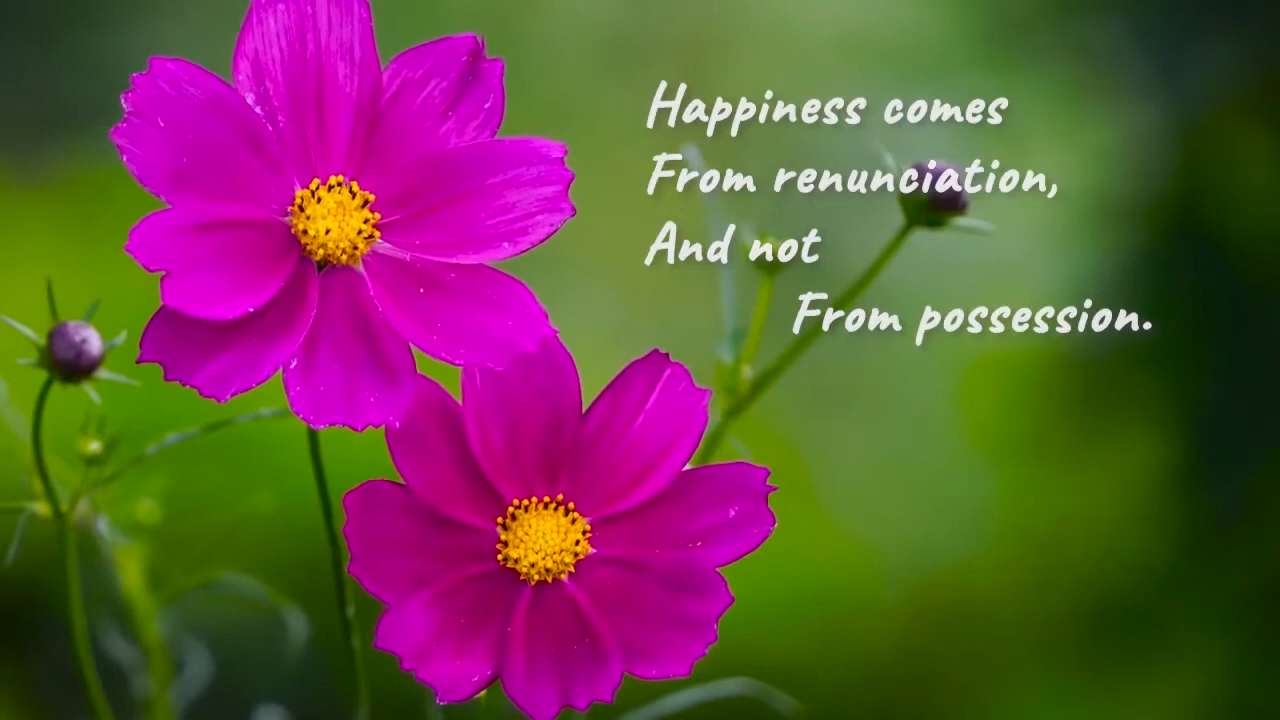 Happiness comes
From renunciation,
And not
From possession.